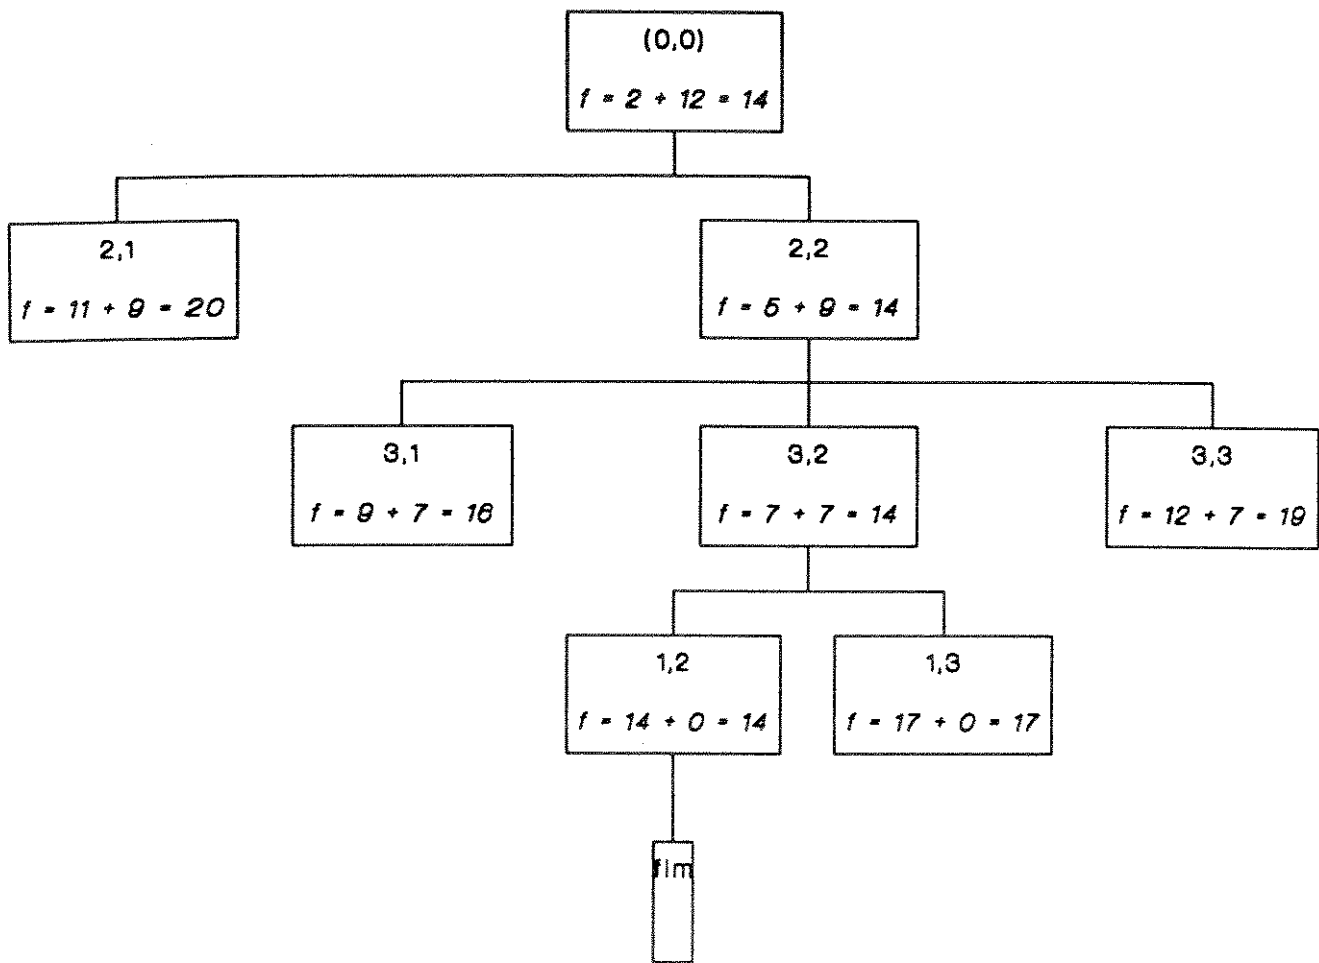 (0,0)
f = 2 + 12 = 14
2,1
f = 11 + 9 = 20
2,2
f = 5 + 9 = 14
3,1
f = 9 + 7 = 16
3,2
f = 7 + 7 = 14
3,3
f = 12 + 7 = 19
1,2
f = 14 + 0 = 14
1,3
f = 17 + 0 = 17
fim